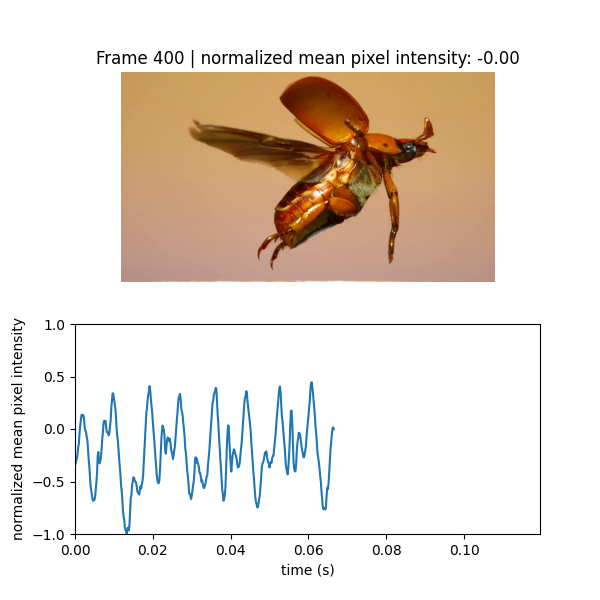 Frame 400 | normalized mean pixel intensity: -0.00
normalized mean pixel intensity
1.0
0.5
0.0
−0.5
−1.0
0.00 0.02 0.04 0.06 0.08 0.10
time (s)